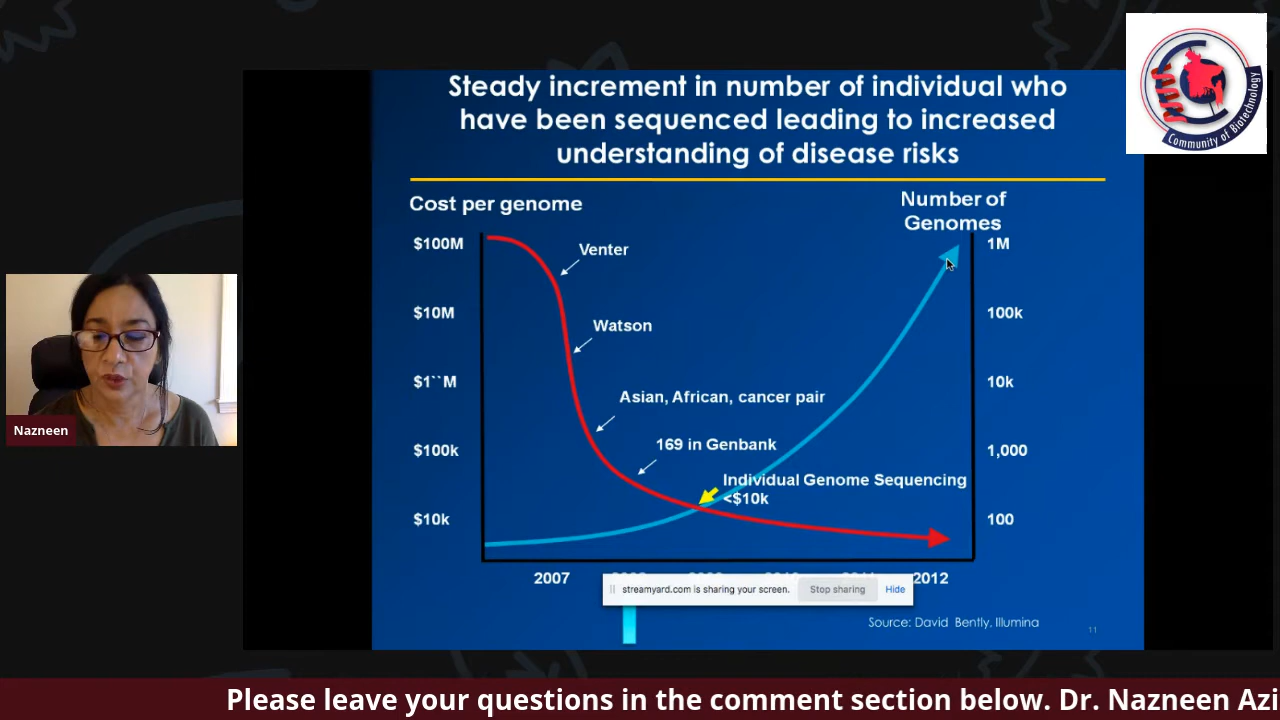 Steady increment in number of individual who
have been sequenced leading to increased
understanding of disease risks
Community of Biotechnology
Cost per genome
Number of
Genomes
$100M
$10M
$1``M
$100k
$10k
Venter
Watson
Asian, African, cancer pair
169 in Genbank
Individual Genome Sequencing
<$10k
1M
100k
10k
1,000
100
2007
2012
streamyard.com is sharing your screen.
Stop sharing
Hide
Source: David Bently, Illumina
11
Nazneen
Please leave your questions in the comment section below. Dr. Nazneen Azi